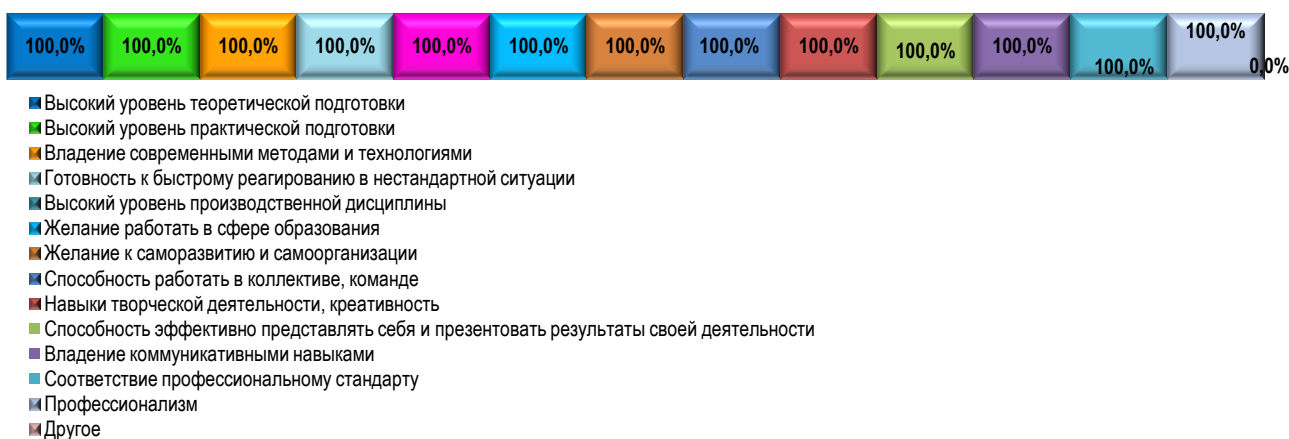 100,0% 100,0% 100,0% 100,0% 100,0% 100,0% 100,0% 100,0% 100,0% 100,0% 100,0% 100,0% 100,0% 0,0%
Высокий уровень теоретической подготовки
Высокий уровень практической подготовки
Владение современными методами и технологиями
Готовность к быстрому реагированию в нестандартной ситуации
Высокий уровень производственной дисциплины
Желание работать в сфере образования
Желание к саморазвитию и самоорганизации
Способность работать в коллективе, команде
Навыки творческой деятельности, креативность
Способность эффективно представлять себя и презентовать результаты своей деятельности
Владение коммуникативными навыками
Соответствие профессиональному стандарту
Профессионализм
Другое